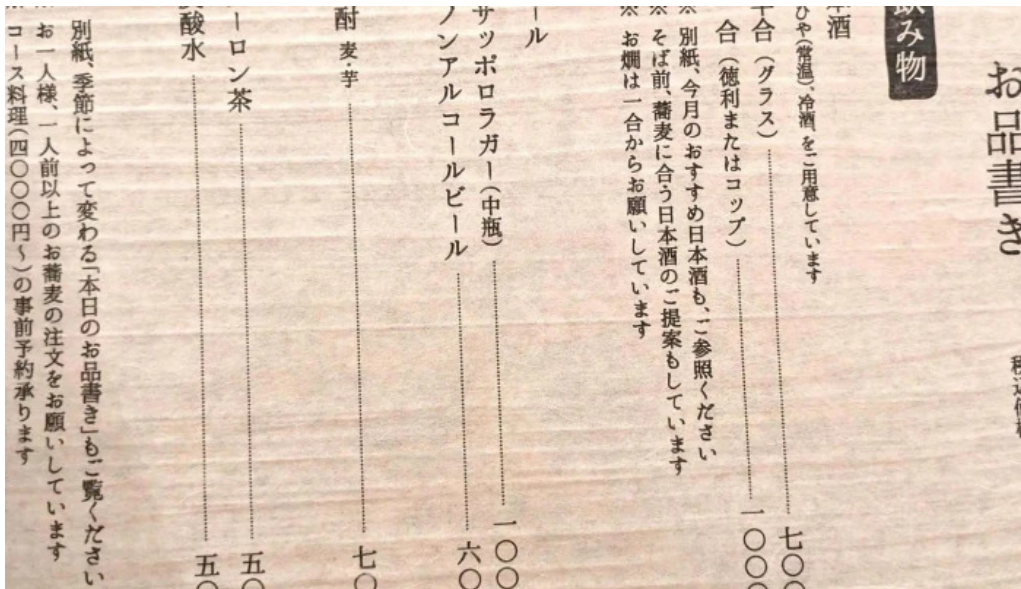 お品書き
税込価格
飲み物
本酒
ひや(常温)、冷酒をご用意しています
半合(グラス) 七〇〇
合(徳利またはコップ) 一〇〇〇
※ 別紙、今月のおすすめ日本酒も、ご参照ください
※ そば前、蕎麦に合う日本酒のご提案もしています
※ お燗は一合からお願いしています
ール
サッポロラガー(中瓶) 一〇〇
ノンアルコールビール 六〇
酎 麦・芋 七〇
ーロン茶 五〇
酸水 五〇
別紙、季節によって変わる「本日のお品書き」もご覧ください
お一人様、一人前以上のお蕎麦の注文をお願いしています
コース料理(四〇〇〇円〜)の事前予約承ります